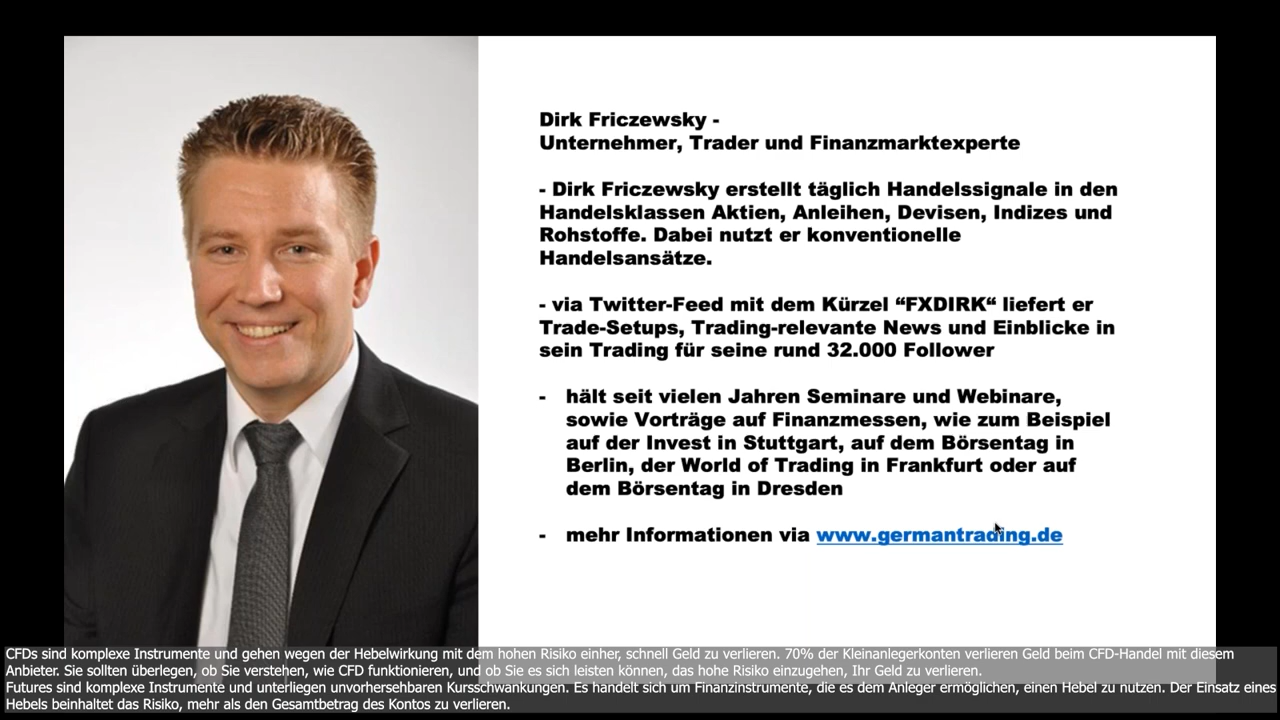 Dirk Friczewsky -
Unternehmer, Trader und Finanzmarktexperte
- Dirk Friczewsky erstellt täglich Handelssignale in den
Handelsklassen Aktien, Anleihen, Devisen, Indizes und
Rohstoffe. Dabei nutzt er konventionelle
Handelsansätze.
- via Twitter-Feed mit dem Kürzel “FXDIRK“ liefert er
Trade-Setups, Trading-relevante News und Einblicke in
sein Trading für seine rund 32.000 Follower
- hält seit vielen Jahren Seminare und Webinare,
sowie Vorträge auf Finanzmessen, wie zum Beispiel
auf der Invest in Stuttgart, auf dem Börsentag in
Berlin, der World of Trading in Frankfurt oder auf
dem Börsentag in Dresden
- mehr Informationen via www.germantrading.de
CFDs sind komplexe Instrumente und gehen wegen der Hebelwirkung mit dem hohen Risiko einher, schnell Geld zu verlieren. 70% der Kleinanlegerkonten verlieren Geld beim CFD-Handel mit diesem
Anbieter. Sie sollten überlegen, ob Sie verstehen, wie CFD funktionieren, und ob Sie es sich leisten können, das hohe Risiko einzugehen, Ihr Geld zu verlieren.
Futures sind komplexe Instrumente und unterliegen unvorhersehbaren Kursschwankungen. Es handelt sich um Finanzinstrumente, die es dem Anleger ermöglichen, einen Hebel zu nutzen. Der Einsatz eines
Hebels beinhaltet das Risiko, mehr als den Gesamtbetrag des Kontos zu verlieren.